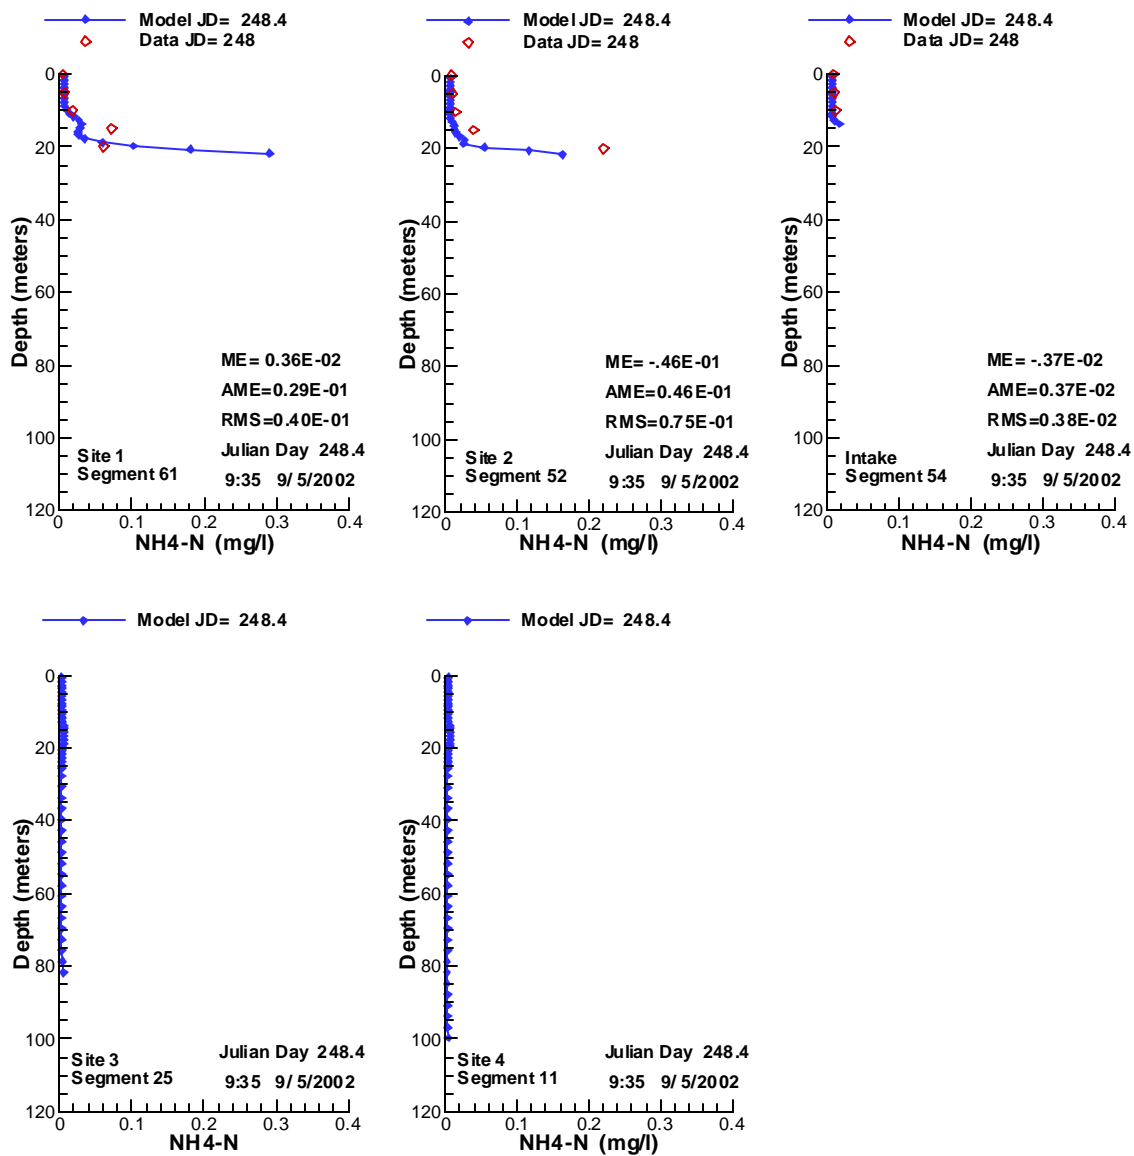 Model JD= 248.4
Data JD= 248
0
20
40
60
80
100
120
Depth (meters)
ME= 0.36E-02
AME=0.29E-01
RMS=0.40E-01
Julian Day 248.4
9:35 9/ 5/2002
Site 1
Segment 61
0 0.1 0.2 0.3 0.4
NH4-N (mg/l)
Model JD= 248.4
Data JD= 248
0
20
40
60
80
100
120
Depth (meters)
ME= -.46E-01
AME=0.46E-01
RMS=0.75E-01
Julian Day 248.4
9:35 9/ 5/2002
Site 2
Segment 52
0 0.1 0.2 0.3 0.4
NH4-N (mg/l)
Model JD= 248.4
Data JD= 248
0
20
40
60
80
100
120
Depth (meters)
ME= -.37E-02
AME=0.37E-02
RMS=0.38E-02
Julian Day 248.4
9:35 9/ 5/2002
Intake
Segment 54
0 0.1 0.2 0.3 0.4
NH4-N (mg/l)
Model JD= 248.4
0
20
40
60
80
100
120
Depth (meters)
Julian Day 248.4
9:35 9/ 5/2002
Site 3
Segment 25
0 0.1 0.2 0.3 0.4
NH4-N
Model JD= 248.4
0
20
40
60
80
100
120
Depth (meters)
Julian Day 248.4
9:35 9/ 5/2002
Site 4
Segment 11
0 0.1 0.2 0.3 0.4
NH4-N (mg/l)